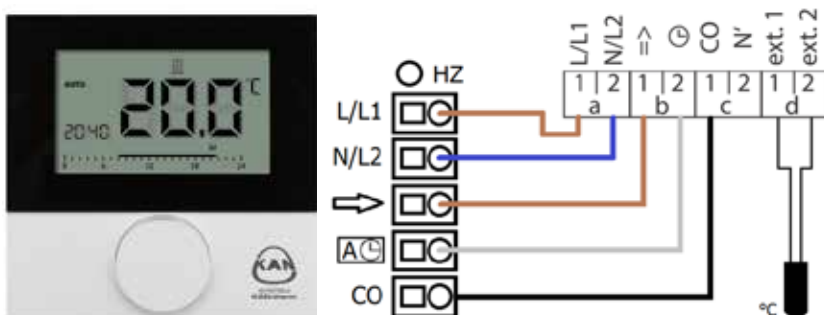 auto
20.0 °C
20:40
0 6 12 18 24
KAN
HZ
L/L1
N/L2
A
CO
L/L1 N/L2 => CO N' ext. 1 ext. 2
1 2 1 2 1 2 1 2
a b c d
°C